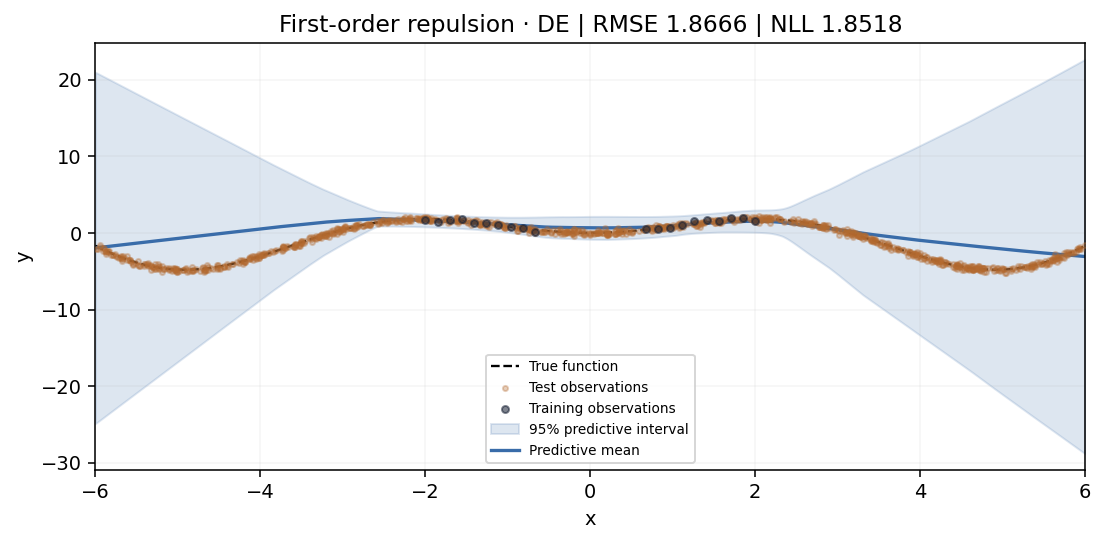 First-order repulsion · DE | RMSE 1.8666 | NLL 1.8518
20
10
0
−10
−20
−30
y
−6
−4
−2
0
2
4
6
x
True function
Test observations
Training observations
95% predictive interval
Predictive mean